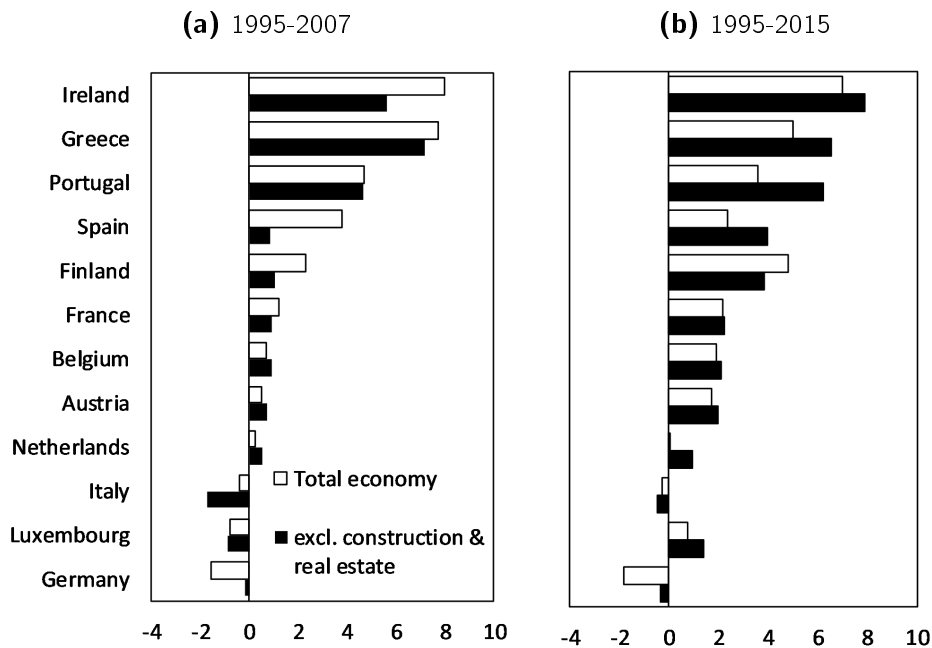 (a) 1995-2007
(b) 1995-2015
Ireland
Greece
Portugal
Spain
Finland
France
Belgium
Austria
Netherlands
Italy
Luxembourg
Germany
Total economy
excl. construction &
real estate
-4 -2 0 2 4 6 8 10
-4 -2 0 2 4 6 8 10